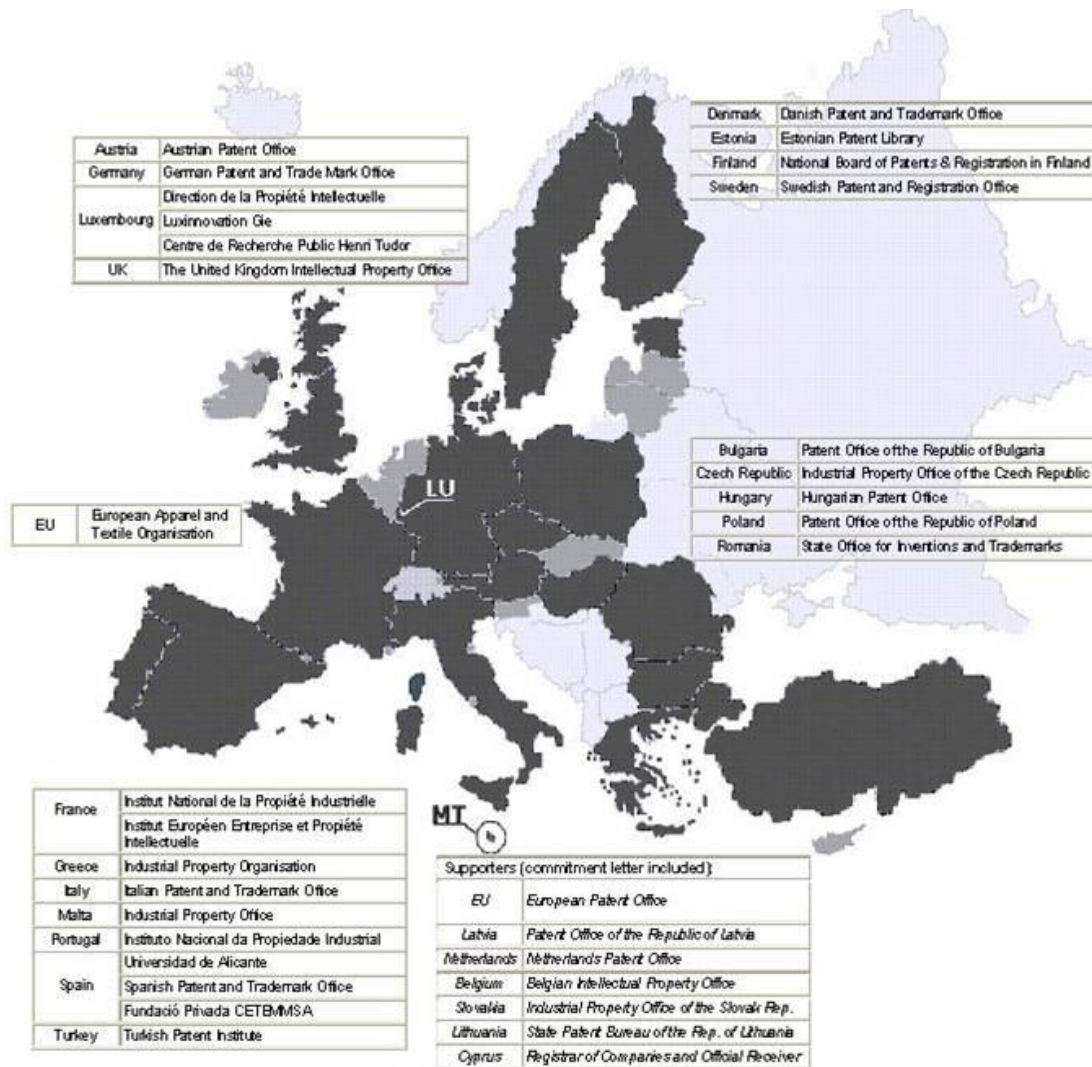 Austria Austrian Patent Office
Germany German Patent and Trade Mark Office
Luxembourg Direction de la Propiété Intellectuelle
Luxinnovation Gie
Centre de Recherche Public Henri Tudor
UK The United Kingdom Intellectual Property Office
Denmark Danish Patent and Trademark Office
Estonia Estonian Patent Library
Finland National Board of Patents & Registration in Finland
Sweden Swedish Patent and Registration Office
Bulgaria Patent Office of the Republic of Bulgaria
Czech Republic Industrial Property Office of the Czech Republic
Hungary Hungarian Patent Office
Poland Patent Office of the Republic of Poland
Romania State Office for Inventions and Trademarks
LU
EU European Apparel and
Textile Organisation
MT
France Institut National de la Propiété Industrielle
Institut Européen Entreprise et Propiété
Intellectuelle
Greece Industrial Property Organisation
Italy Italian Patent and Trademark Office
Malta Industrial Property Office
Portugal Instituto Nacional da Propiedade Industrial
Spain Universidad de Alicante
Spanish Patent and Trademark Office
Fundació Privada CETEMMSA
Turkey Turkish Patent Institute
Supporters (commitment letter included)
EU European Patent Office
Latvia Patent Office of the Republic of Latvia
Netherlands Netherlands Patent Office
Belgium Belgian Intellectual Property Office
Slovakia Industrial Property Office of the Slovak Rep.
Lithuania State Patent Bureau of the Rep. of Lithuania
Cyprus Registrar of Companies and Official Receiver